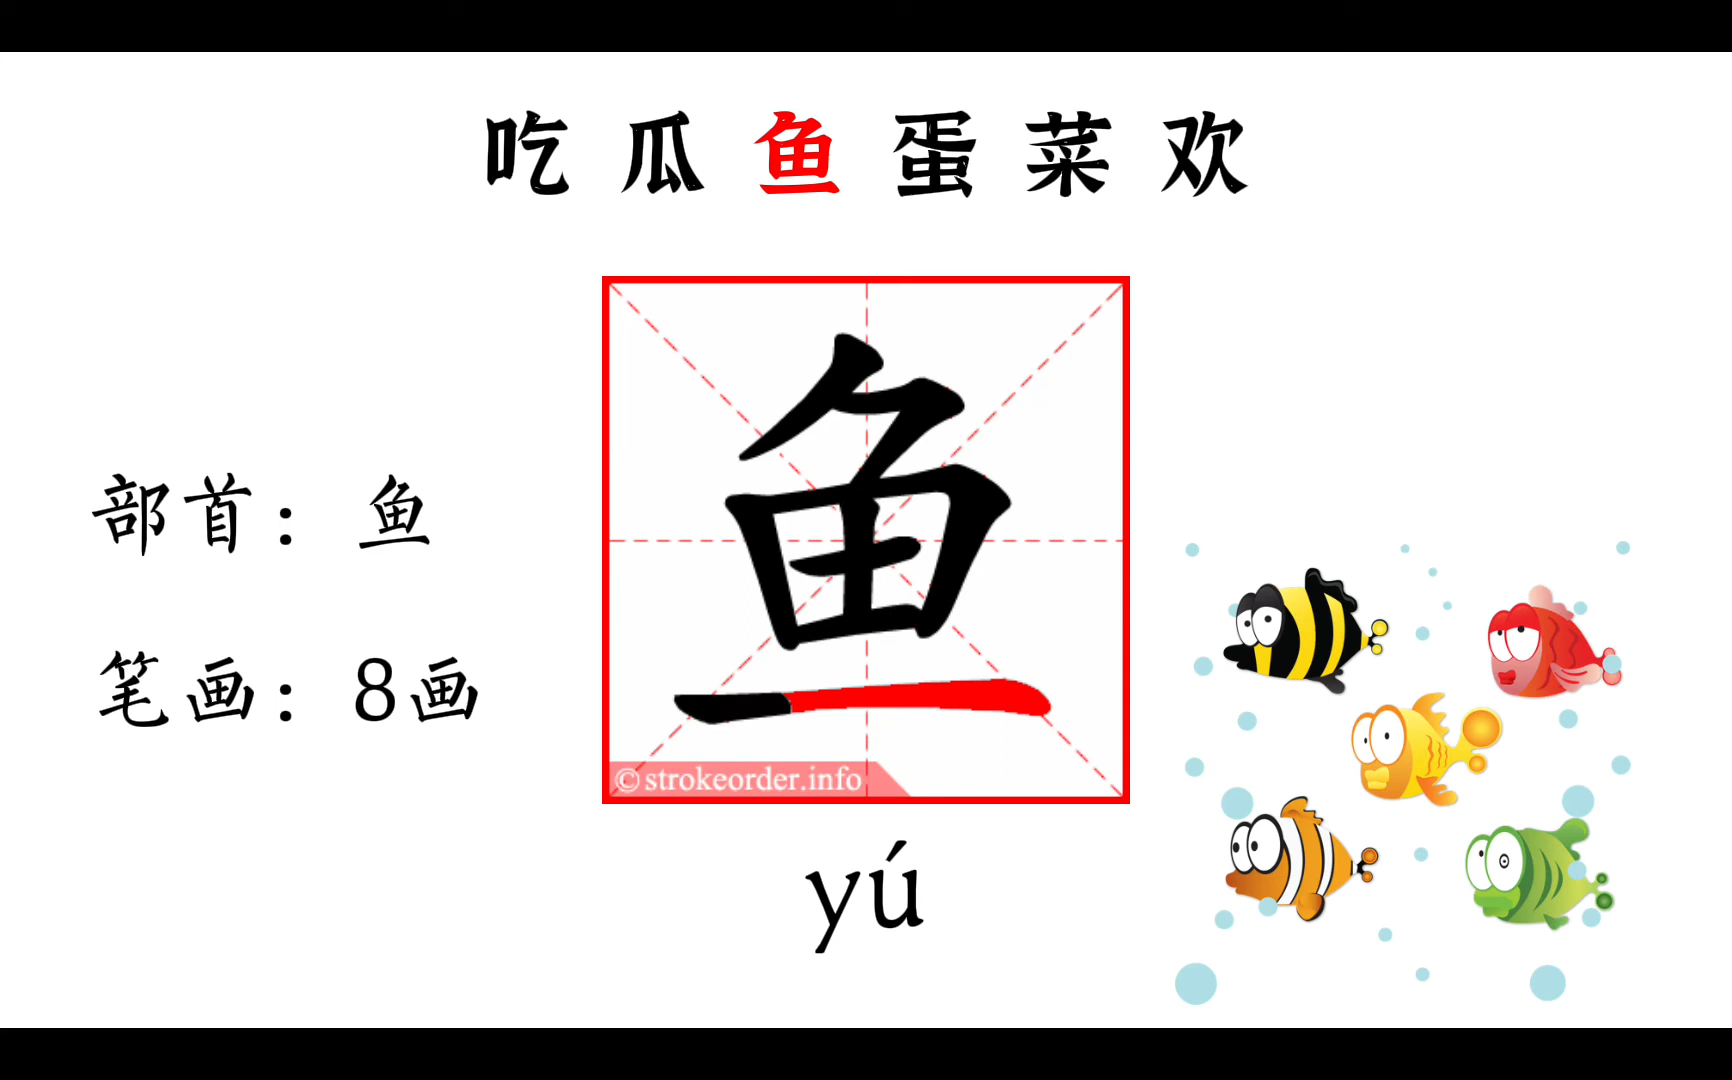 吃 瓜 鱼 蛋 菜 欢
部首：鱼
笔画：8画
鱼
© strokeorder.info
yú